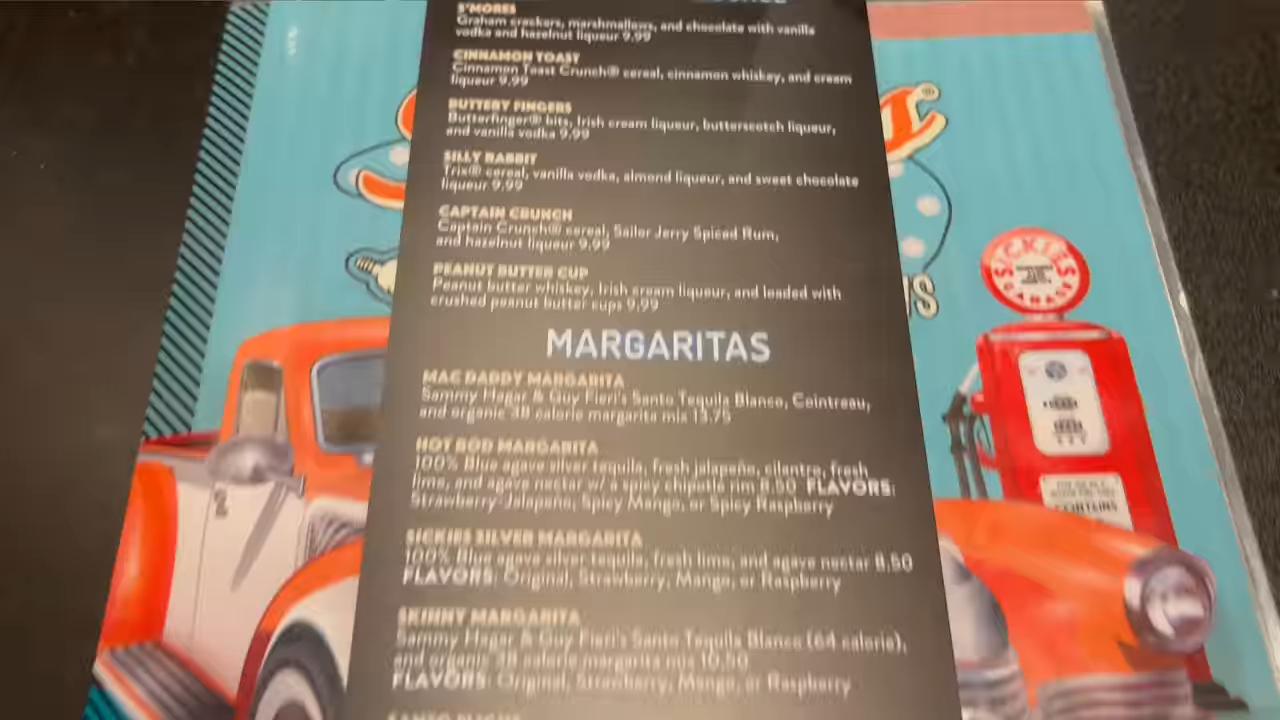 S'MORES
Graham crackers, marshmallows, and chocolate with vanilla
vodka and hazelnut liqueur 9.99
CINNAMON TOAST
Cinnamon Toast Crunch® cereal, cinnamon whiskey, and cream
liqueur 9.99
BUTTERY FINGERS
Butterfinger® bits, Irish cream liqueur, butterscotch liqueur,
and vanilla vodka 9.99
SILLY RABBIT
Trix® cereal, vanilla vodka, almond liqueur, and sweet chocolate
liqueur 9.99
CAPTAIN CRUNCH
Captain Crunch® cereal, Sailor Jerry Spiced Rum,
and hazelnut liqueur 9.99
PEANUT BUTTER CUP
Peanut butter whiskey, Irish cream liqueur, and loaded with
crushed peanut butter cups 9.99
MARGARITAS
MAC DADDY MARGARITA
Sammy Hagar & Guy Fieri's Santo Tequila Blanco, Cointreau,
and organic 38 calorie margarita mix 13.75
HOT ROD MARGARITA
100% Blue agave silver tequila, fresh jalapeño, cilantro, fresh
lime, and agave nectar w/ a spicy chipotle rim 8.50 FLAVORS:
Strawberry Jalapeño, Spicy Mango, or Spicy Raspberry
SICKIES SILVER MARGARITA
100% Blue agave silver tequila, fresh lime, and agave nectar 8.50
FLAVORS: Original, Strawberry, Mango, or Raspberry
SKINNY MARGARITA
Sammy Hagar & Guy Fieri's Santo Tequila Blanco (64 calorie),
and organic 38 calorie margarita mix 10.50
FLAVORS: Original, Strawberry, Mango, or Raspberry
SICKIES
GARAGE